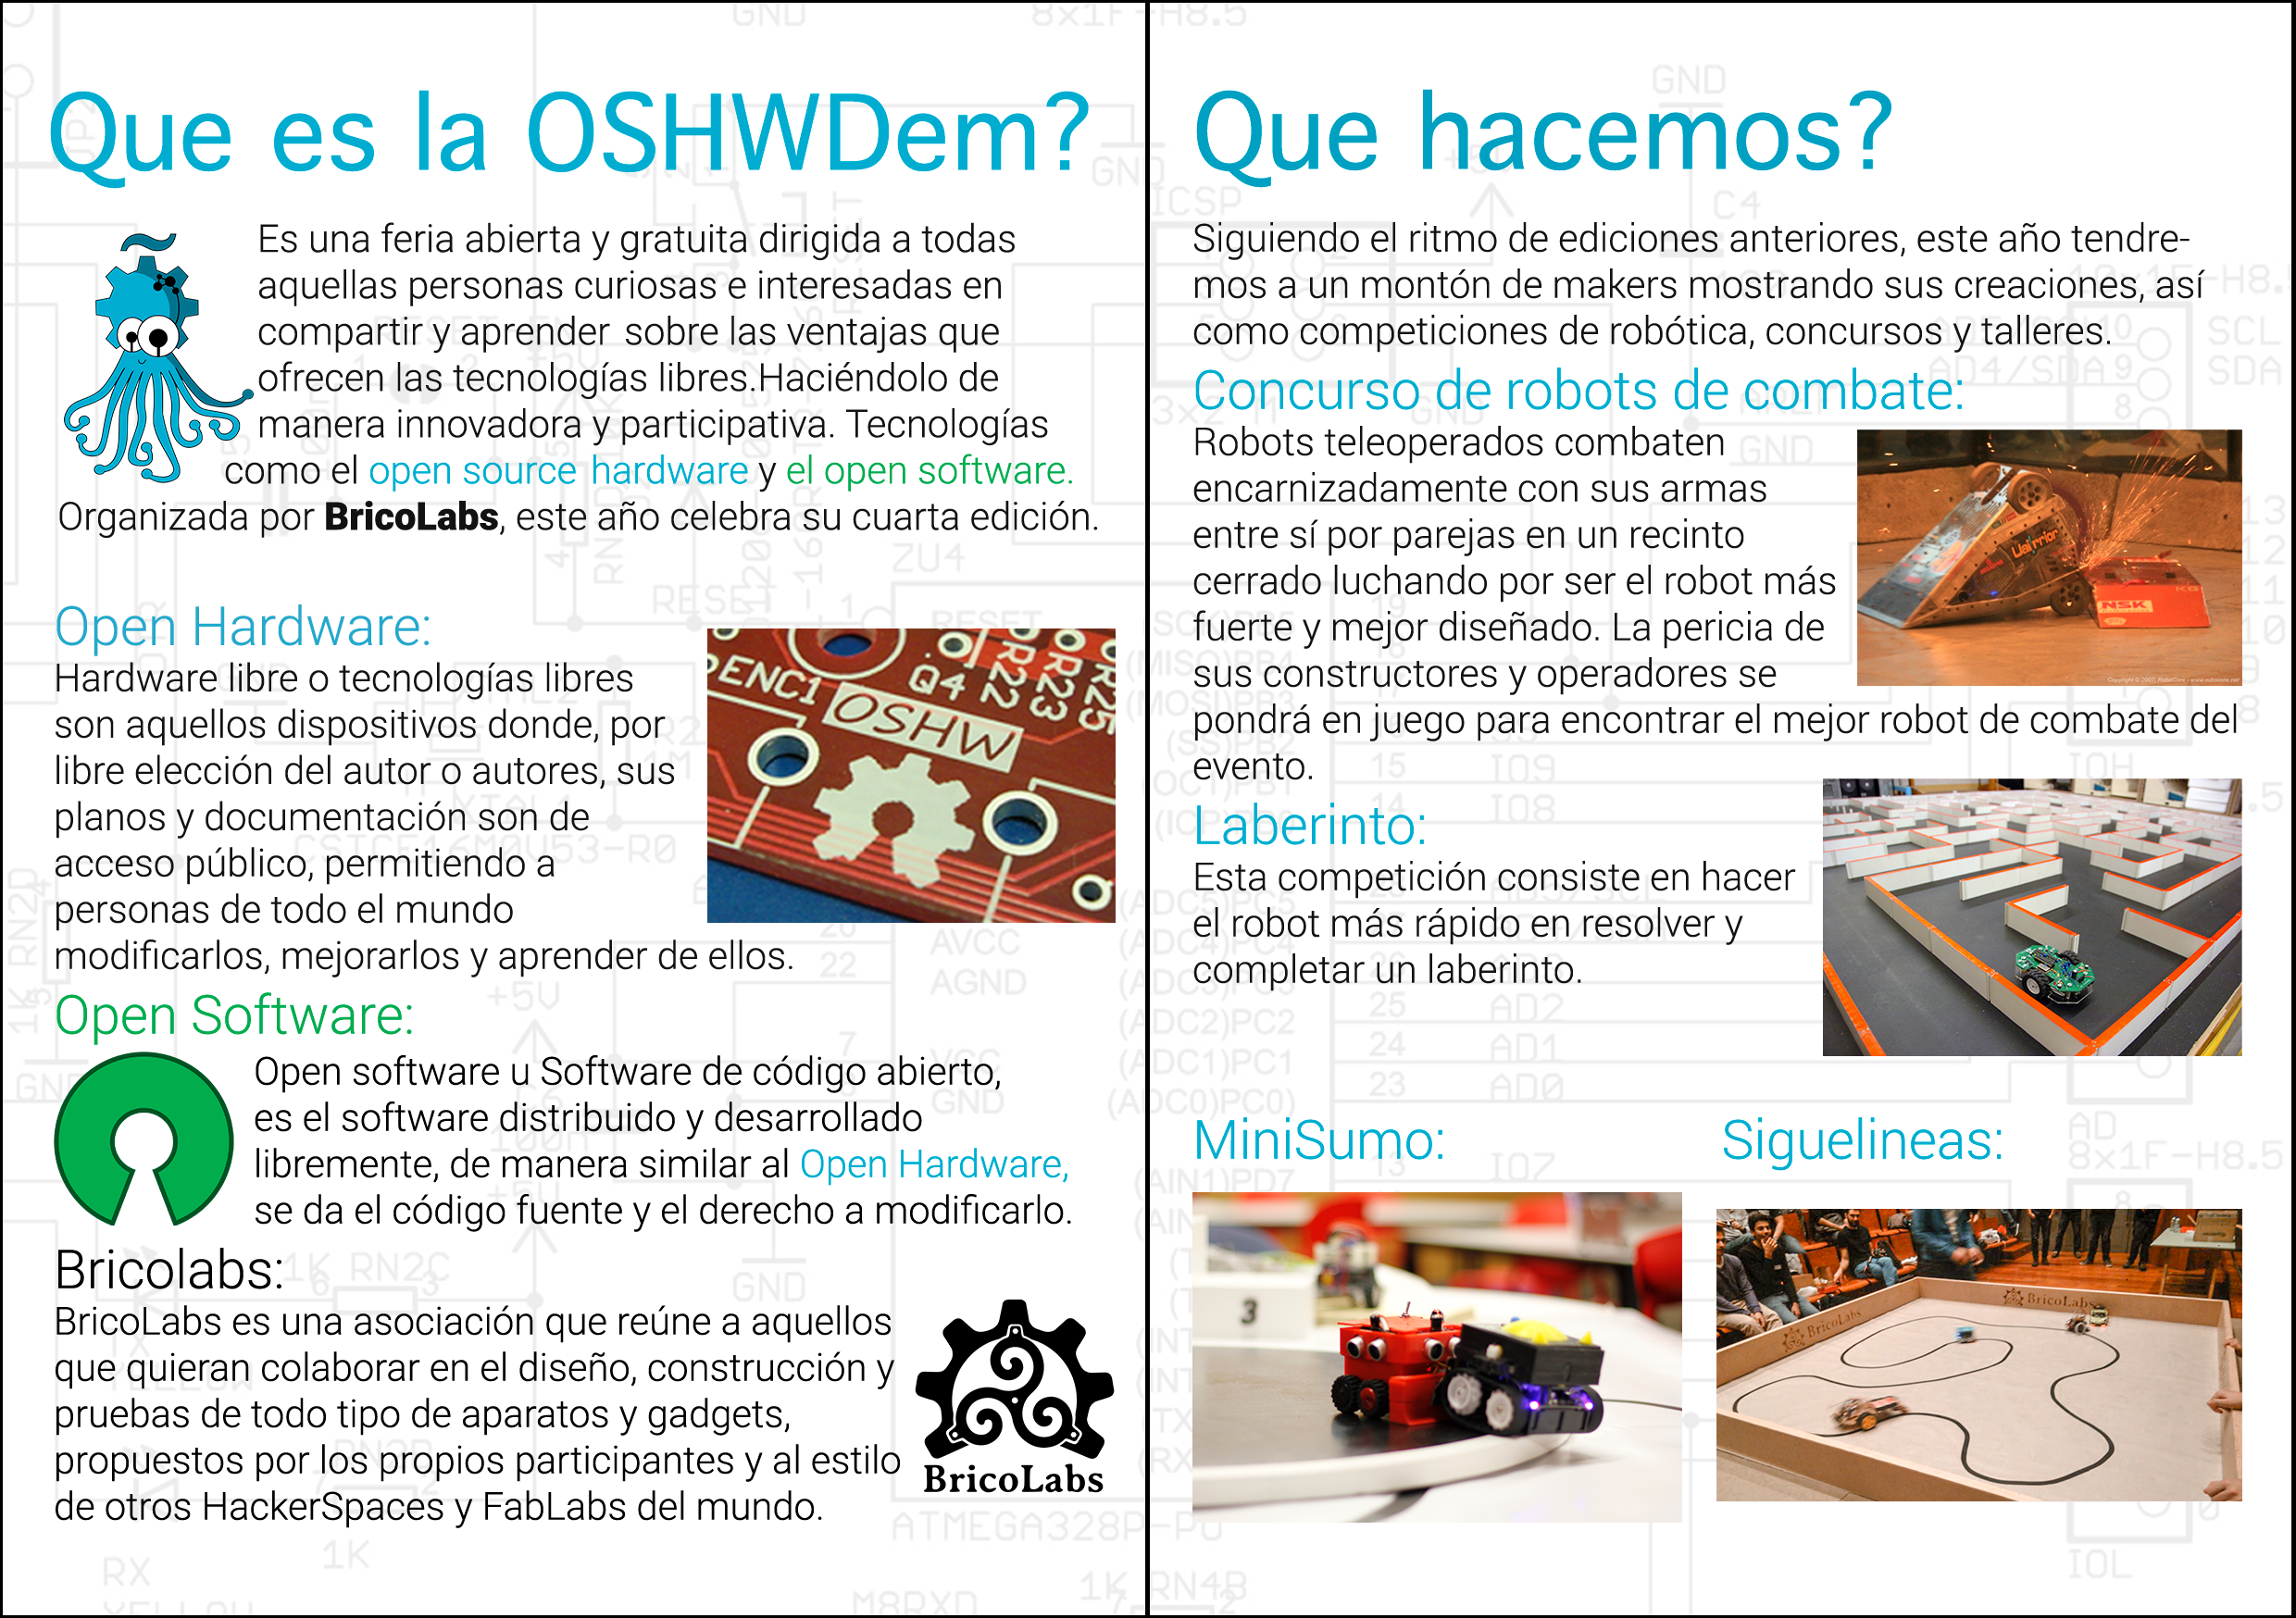 Que es la OSHWDem?
Es una feria abierta y gratuita dirigida a todas
aquellas personas curiosas e interesadas en
compartir y aprender sobre las ventajas que
ofrecen las tecnologías libres.Haciéndolo de
manera innovadora y participativa. Tecnologías
como el open source hardware y el open software.
Organizada por BricoLabs, este año celebra su cuarta edición.
Open Hardware:
Hardware libre o tecnologías libres
son aquellos dispositivos donde, por
libre elección del autor o autores, sus
planos y documentación son de
acceso público, permitiendo a
personas de todo el mundo
modificarlos, mejorarlos y aprender de ellos.
ENC1
Q4
R22
R23
R25
OSHW
Open Software:
Open software u Software de código abierto,
es el software distribuido y desarrollado
libremente, de manera similar al Open Hardware,
se da el código fuente y el derecho a modificarlo.
Bricolabs:
BricoLabs es una asociación que reúne a aquellos
que quieran colaborar en el diseño, construcción y
pruebas de todo tipo de aparatos y gadgets,
propuestos por los propios participantes y al estilo
de otros HackerSpaces y FabLabs del mundo.
BricoLabs
Que hacemos?
Siguiendo el ritmo de ediciones anteriores, este año tendre-
mos a un montón de makers mostrando sus creaciones, así
como competiciones de robótica, concursos y talleres.
Concurso de robots de combate:
Robots teleoperados combaten
encarnizadamente con sus armas
entre sí por parejas en un recinto
cerrado luchando por ser el robot más
fuerte y mejor diseñado. La pericia de
sus constructores y operadores se
pondrá en juego para encontrar el mejor robot de combate del
evento.
NSK
Laberinto:
Esta competición consiste en hacer
el robot más rápido en resolver y
completar un laberinto.
MiniSumo:
3
Siguelineas:
BricoLabs
BricoLabs